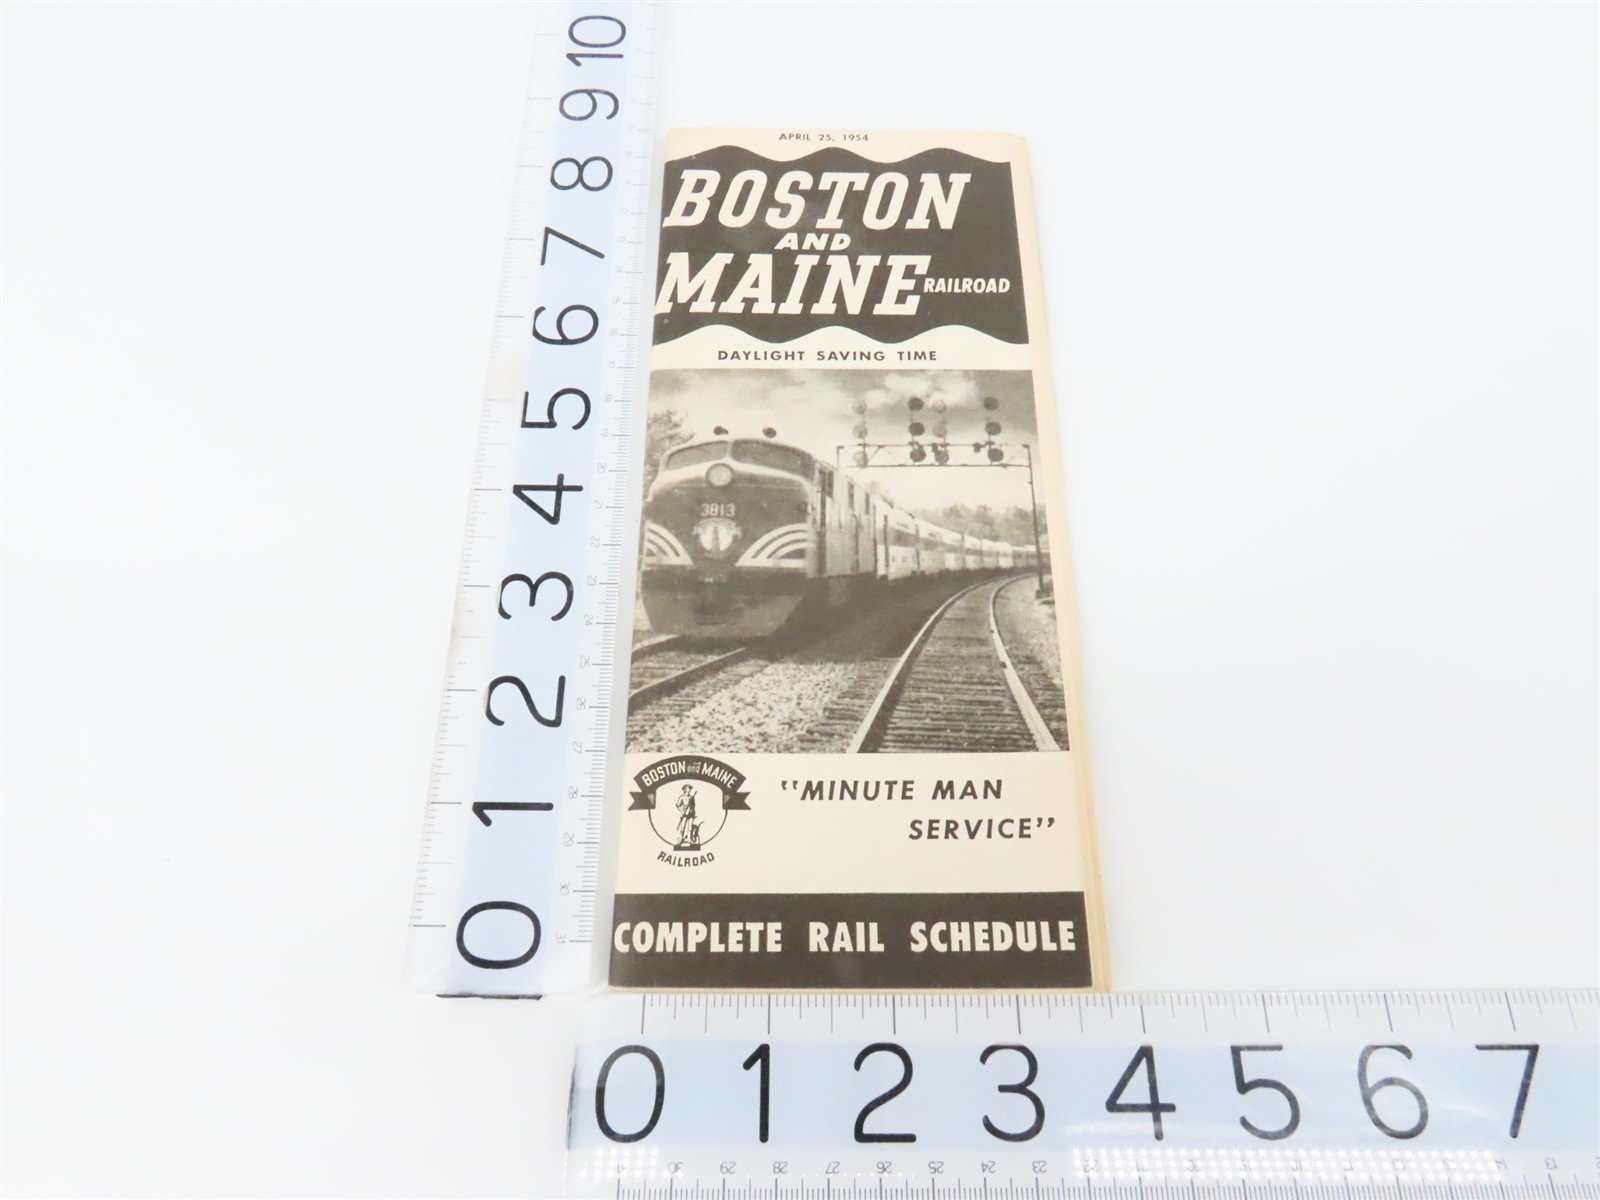 APRIL 25, 1954
BOSTON
AND
MAINE RAILROAD
DAYLIGHT SAVING TIME
3813
BOSTON and MAINE
RAILROAD
"MINUTE MAN
SERVICE"
COMPLETE RAIL SCHEDULE
10
9
8
7
6
5
4
3
2
1
0
0 1 2 3 4 5 6 7